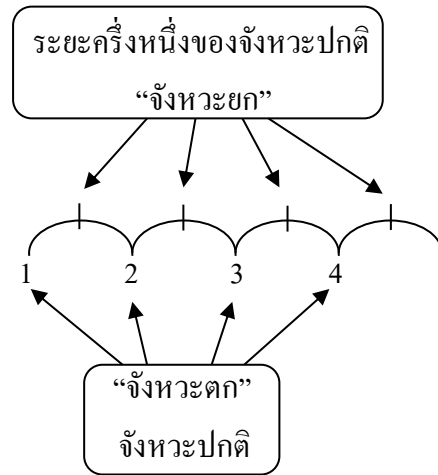 ระยะครึ่งหนึ่งของจังหวะปกติ
“จังหวะยก”
1 2 3 4
“จังหวะตก”
จังหวะปกติ